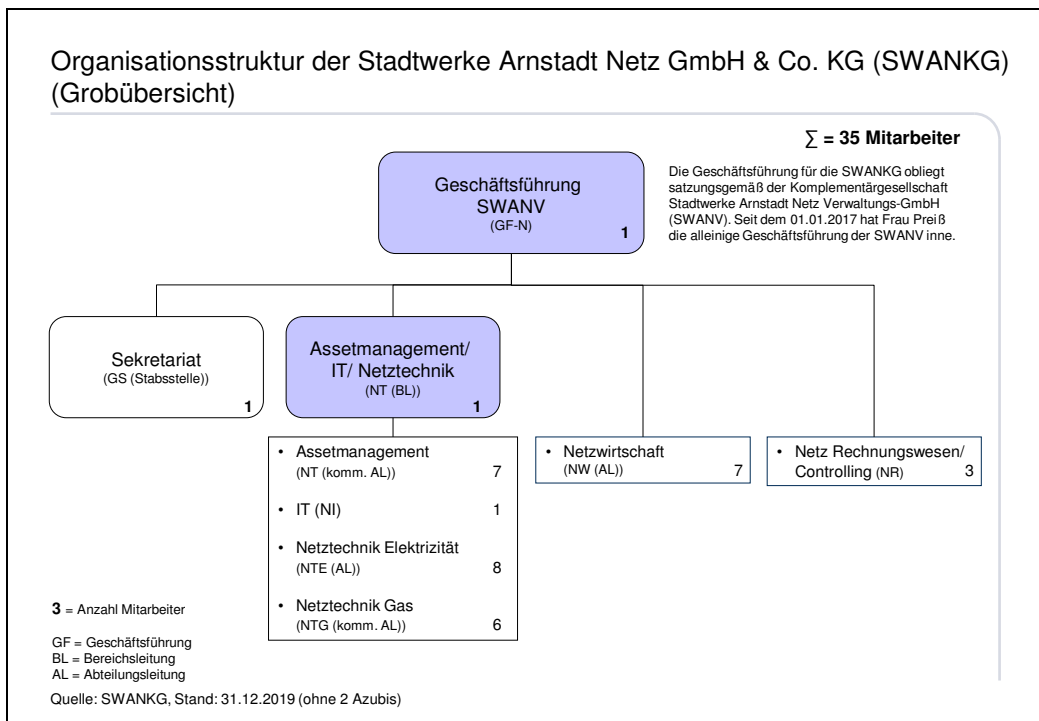 Organisationsstruktur der Stadtwerke Arnstadt Netz GmbH & Co. KG (SWANKG)
(Grobübersicht)
∑ = 35 Mitarbeiter
Die Geschäftsführung für die SWANKG obliegt
satzungsgemäß der Komplementärgesellschaft
Stadtwerke Arnstadt Netz Verwaltungs-GmbH
(SWANV). Seit dem 01.01.2017 hat Frau Preiß
die alleinige Geschäftsführung der SWANV inne.
Geschäftsführung
SWANV
(GF-N)
1
Sekretariat
(GS (Stabsstelle))
1
Assetmanagement/
IT/ Netztechnik
(NT (BL))
1
• Assetmanagement
(NT (komm. AL)) 7
• IT (NI) 1
• Netztechnik Elektrizität
(NTE (AL)) 8
• Netztechnik Gas
(NTG (komm. AL)) 6
• Netzwirtschaft
(NW (AL)) 7
• Netz Rechnungswesen/
Controlling (NR) 3
3 = Anzahl Mitarbeiter
GF = Geschäftsführung
BL = Bereichsleitung
AL = Abteilungsleitung
Quelle: SWANKG, Stand: 31.12.2019 (ohne 2 Azubis)